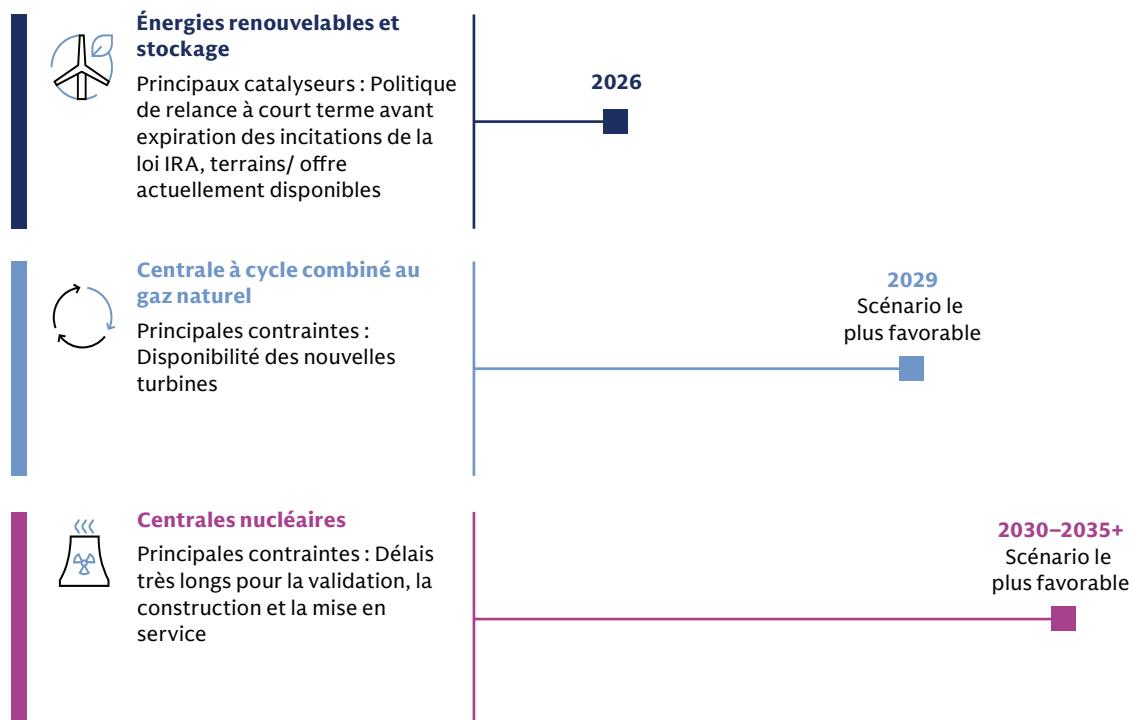 Énergies renouvelables et
stockage
Principaux catalyseurs : Politique
de relance à court terme avant
expiration des incitations de la
loi IRA, terrains/ offre
actuellement disponibles
2026
Centrale à cycle combiné au
gaz naturel
Principales contraintes :
Disponibilité des nouvelles
turbines
2029
Scénario le
plus favorable
Centrales nucléaires
Principales contraintes : Délais
très longs pour la validation, la
construction et la mise en
service
2030–2035+
Scénario le
plus favorable